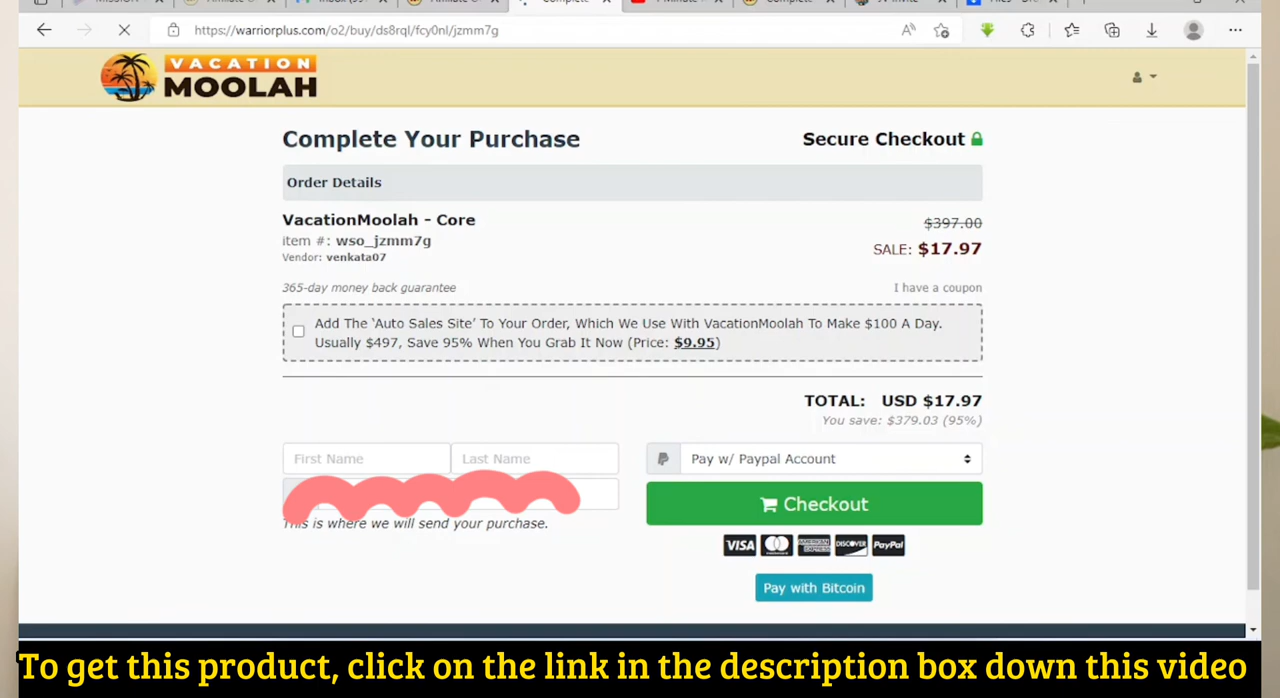 https://warriorplus.com/o2/buy/ds8rql/fcy0nl/jzmm7g
VACATION
MOOLAH
Complete Your Purchase
Secure Checkout
Order Details
VacationMoolah - Core
$397.00
item #: wso_jzmm7g
SALE: $17.97
Vendor: venkata07
365-day money back guarantee
I have a coupon
Add The 'Auto Sales Site' To Your Order, Which We Use With VacationMoolah To Make $100 A Day.
Usually $497, Save 95% When You Grab It Now (Price: $9.95)
TOTAL: USD $17.97
You save: $379.03 (95%)
First Name
Last Name
Pay w/ Paypal Account
Checkout
This is where we will send your purchase.
VISA
DISCOVER
PayPal
Pay with Bitcoin
To get this product, click on the link in the description box down this video